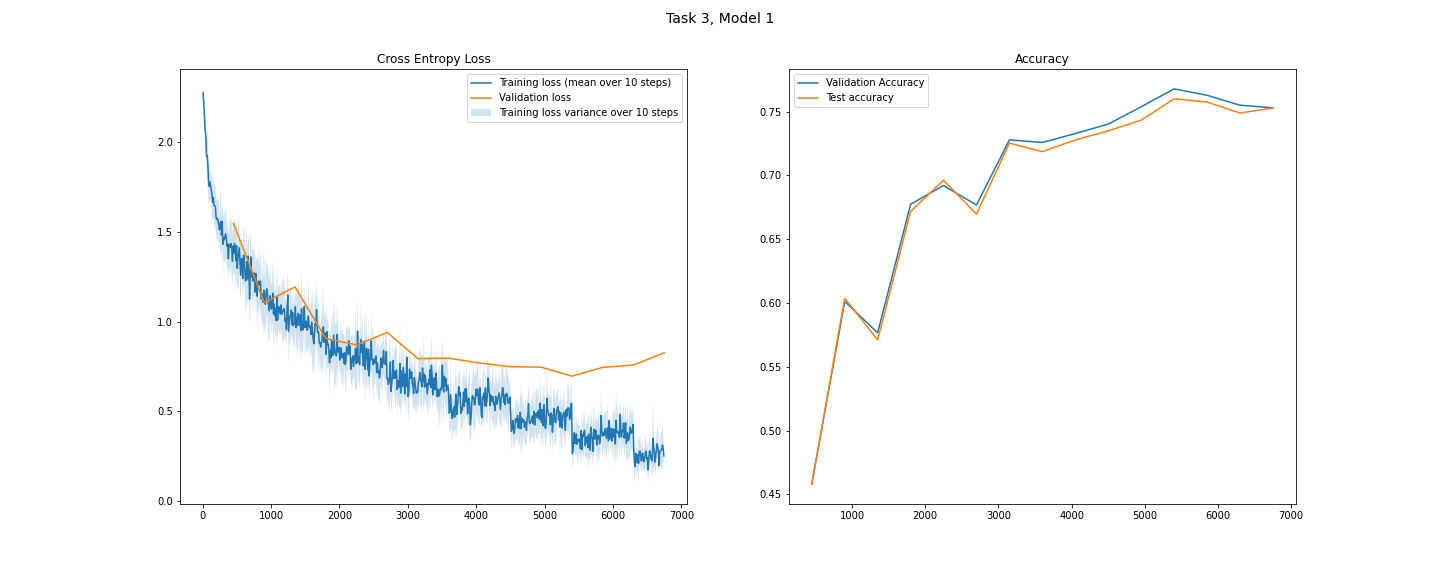 Task 3, Model 1
Cross Entropy Loss
Training loss (mean over 10 steps)
Validation loss
Training loss variance over 10 steps
2.0
1.5
1.0
0.5
0.0
0 1000 2000 3000 4000 5000 6000 7000
Accuracy
Validation Accuracy
Test accuracy
0.75
0.70
0.65
0.60
0.55
0.50
0.45
1000 2000 3000 4000 5000 6000 7000